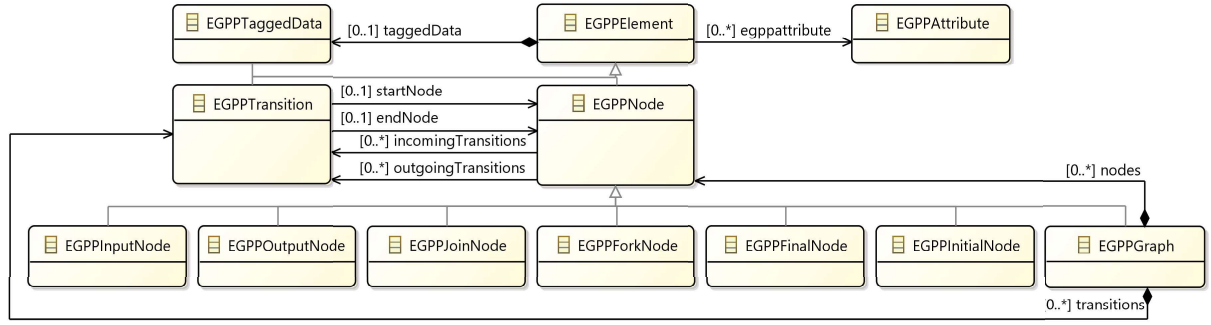 EGPPTaggedData
[0..1] taggedData
EGPPElement
[0..*] egppattribute
EGPPAttribute
EGPPTransition
[0..1] startNode
EGPPNode
[0..1] endNode
[0..*] incomingTransitions
[0..*] outgoingTransitions
[0..*] nodes
EGPPInputNode
EGPPOutputNode
EGPPJoinNode
EGPPForkNode
EGPPFinalNode
EGPPInitialNode
EGPPGraph
0..*] transitions